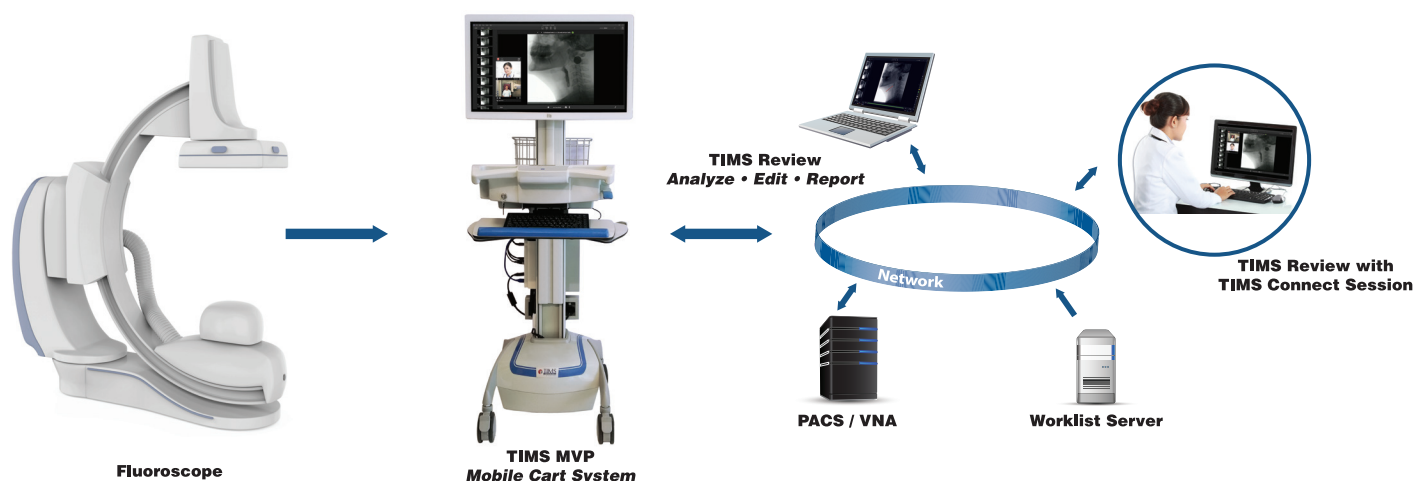 TIMS Review
Analyze • Edit • Report
Network
TIMS Review with
TIMS Connect Session
PACS / VNA
Worklist Server
TIMS
TIMS MVP
Mobile Cart System
Fluoroscope